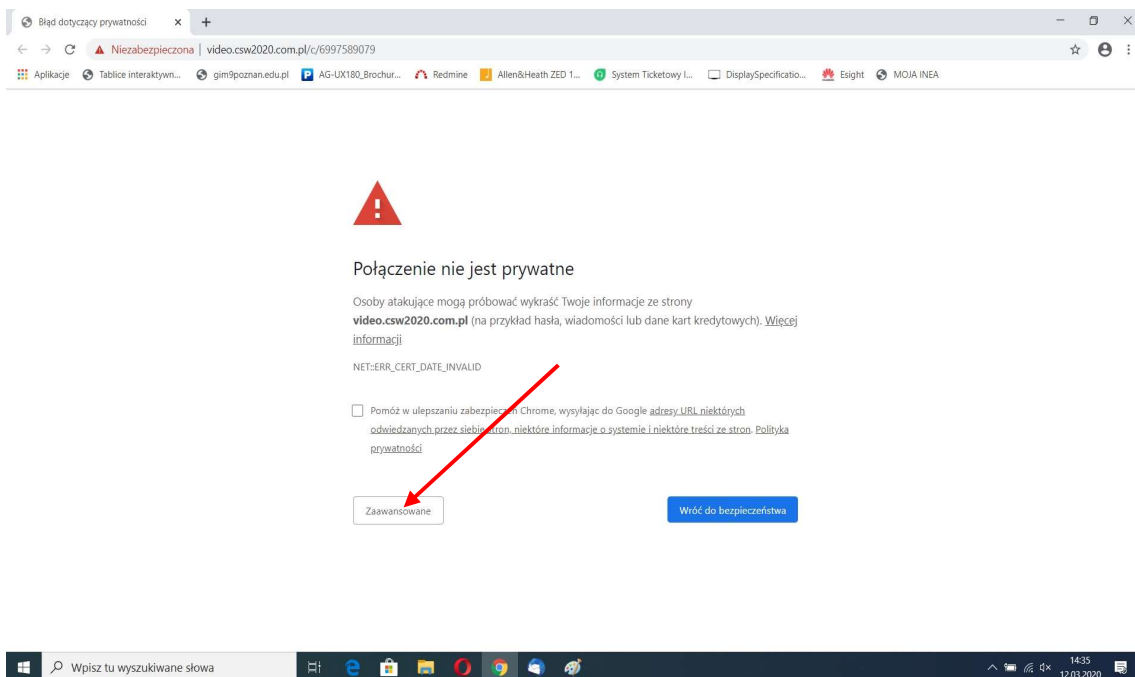 Błąd dotyczący prywatności
Niezabezpieczona | video.csw2020.com.pl/c/6997589079
Aplikacje Tablice interaktywn... gim9poznan.edu.pl AG-UX180_Brochur... Redmine Allen&Heath ZED 1... System Ticketowy I... DisplaySpecificatio... Esight MOJA INEA
Połączenie nie jest prywatne
Osoby atakujące mogą próbować wykraść Twoje informacje ze strony
video.csw2020.com.pl (na przykład hasła, wiadomości lub dane kart kredytowych). Więcej
informacji
NET::ERR_CERT_DATE_INVALID
Pomóż w ulepszaniu zabezpieczeń Chrome, wysyłając do Google adresy URL niektórych
odwiedzanych przez siebie stron, niektóre informacje o systemie i niektóre treści ze stron. Polityka
prywatności
Zaawansowane Wróć do bezpieczeństwa
Wpisz tu wyszukiwane słowa
14:35
12.03.2020